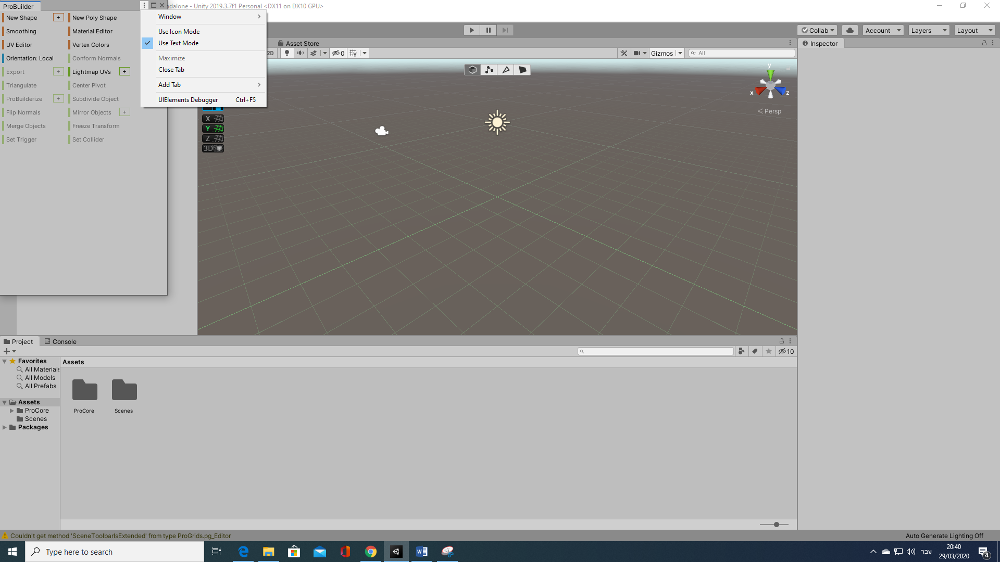 ProBuilder
ndalone - Unity 2019.3.7f1 Personal <DX11 on DX10 GPU>
New Shape + New Poly Shape
Smoothing Material Editor
UV Editor Vertex Colors
Orientation: Local Conform Normals
Export + Lightmap UVs +
Triangulate Center Pivot
ProBuilderize + Subdivide Object
Flip Normals Mirror Objects +
Merge Objects Freeze Transform
Set Trigger Set Collider
Window
Use Icon Mode
Use Text Mode
Maximize
Close Tab
Add Tab
UIElements Debugger Ctrl+F5
Collab Account Layers Layout
Asset Store
Inspector
2D 0 Gizmos All
y
x z
Persp
X
Y
Z
3D
Project Console
10
Favorites
All Materials
All Models
All Prefabs
Assets
ProCore
Scenes
Packages
Assets
ProCore Scenes
Couldn't get method 'SceneToolbarIsExtended' from type ProGrids.pg_Editor
Auto Generate Lighting Off
Type here to search
עבר
20:40
29/03/2020
4